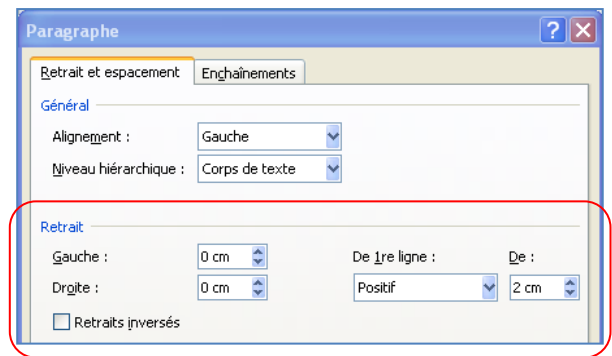 Paragraphe
Retrait et espacement Enchaînements
Général
Alignement : Gauche
Niveau hiérarchique : Corps de texte
Retrait
Gauche : 0 cm De 1re ligne : De :
Droite : 0 cm Positif 2 cm
Retraits inversés